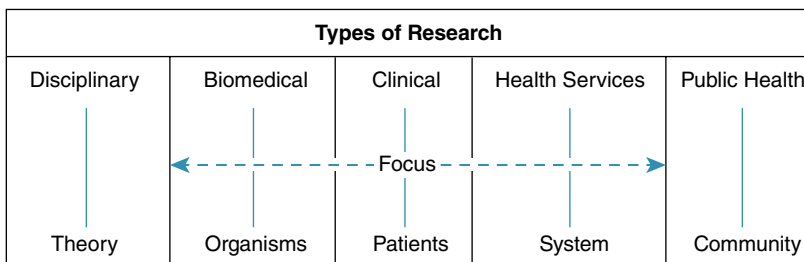 Types of Research
Disciplinary Biomedical Clinical Health Services Public Health
Focus
Theory Organisms Patients System Community